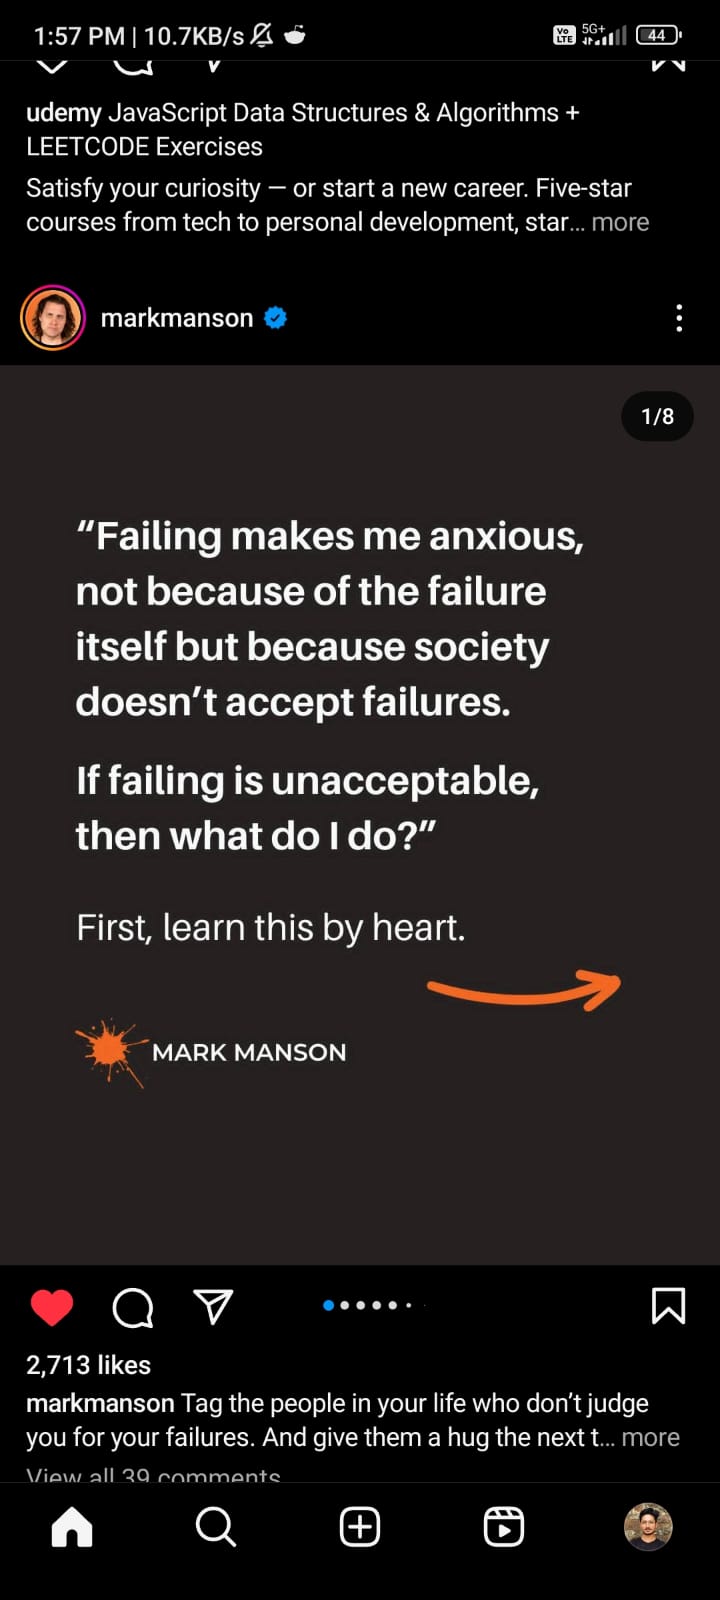 1:57 PM | 10.7KB/s
Vo LTE 5G+ 44
udemy JavaScript Data Structures & Algorithms +
LEETCODE Exercises
Satisfy your curiosity — or start a new career. Five-star
courses from tech to personal development, star... more
markmanson
1/8
“Failing makes me anxious,
not because of the failure
itself but because society
doesn’t accept failures.
If failing is unacceptable,
then what do I do?”
First, learn this by heart.
MARK MANSON
2,713 likes
markmanson Tag the people in your life who don’t judge
you for your failures. And give them a hug the next t... more
View all 39 comments